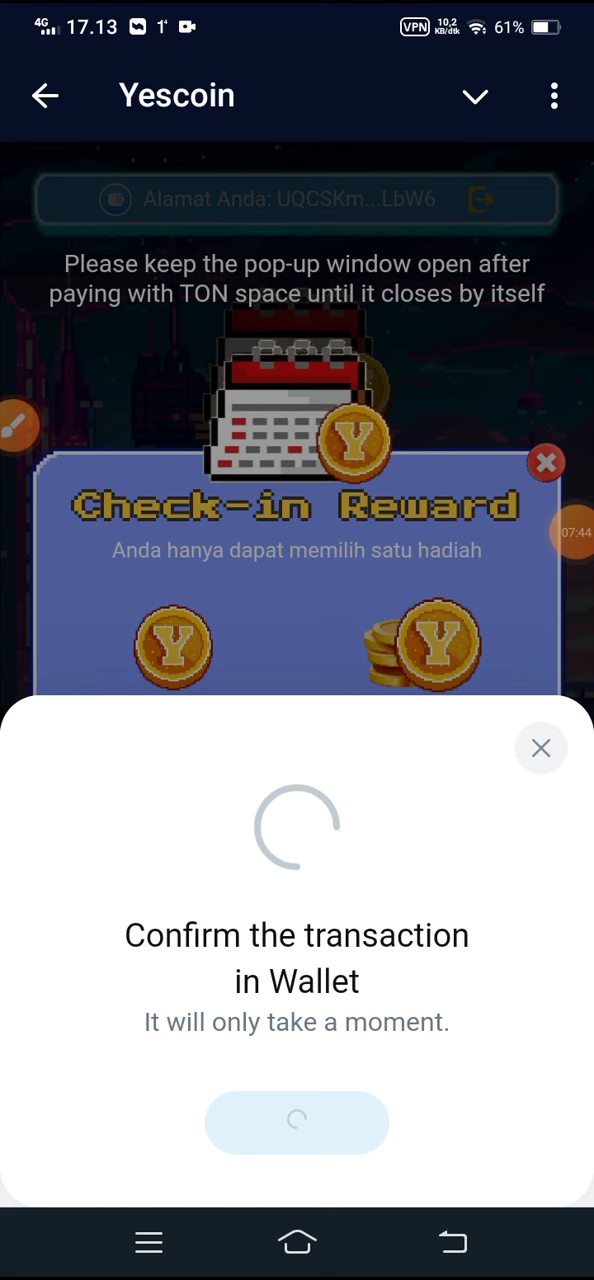 4G 17.13 1 VPN 10,2 KB/dtk 61%
Yescoin
Alamat Anda: UQCSKm...LbW6
Please keep the pop-up window open after
paying with TON space until it closes by itself
Y
Check-in Reward
07:44
Anda hanya dapat memilih satu hadiah
Y Y
Confirm the transaction
in Wallet
It will only take a moment.